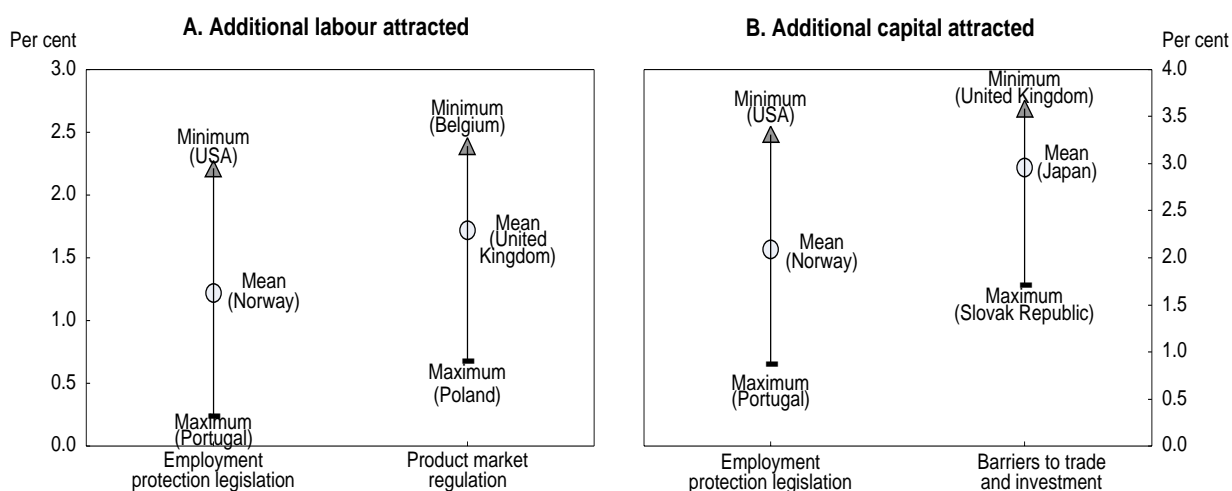 A. Additional labour attracted
Per cent
3.0
2.5
2.0
1.5
1.0
0.5
0.0
Minimum
(USA)
Mean
(Norway)
Maximum
(Portugal)
Minimum
(Belgium)
Mean
(United
Kingdom)
Maximum
(Poland)
Employment
protection legislation
Product market
regulation
B. Additional capital attracted
Per cent
4.0
3.5
3.0
2.5
2.0
1.5
1.0
0.5
0.0
Minimum
(USA)
Mean
(Norway)
Maximum
(Portugal)
Minimum
(United Kingdom)
Mean
(Japan)
Maximum
(Slovak Republic)
Employment
protection legislation
Barriers to trade
and investment